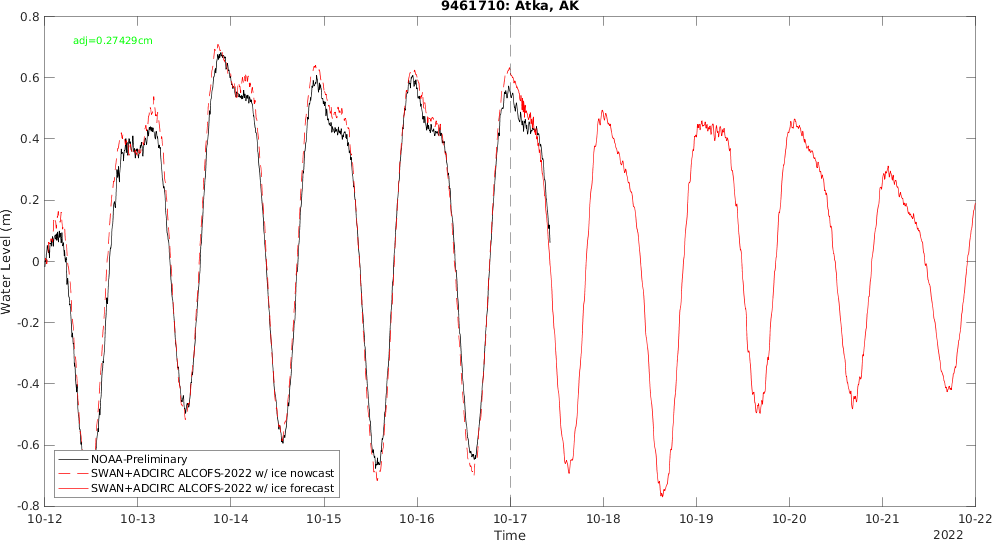 9461710: Atka, AK
adj=0.27429cm
0.8
0.6
0.4
0.2
0
-0.2
-0.4
-0.6
-0.8
Water Level (m)
NOAA-Preliminary
SWAN+ADCIRC ALCOFS-2022 w/ ice nowcast
SWAN+ADCIRC ALCOFS-2022 w/ ice forecast
10-12 10-13 10-14 10-15 10-16 10-17 10-18 10-19 10-20 10-21 10-22
Time
2022